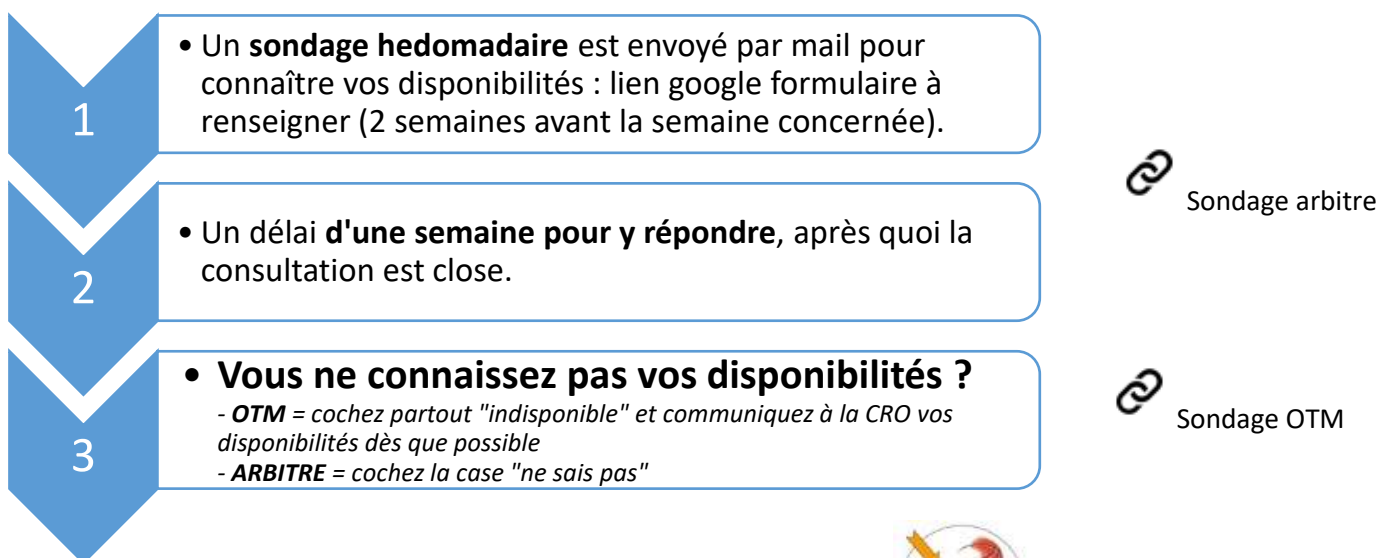 1
• Un sondage hedomadaire est envoyé par mail pour
connaître vos disponibilités : lien google formulaire à
renseigner (2 semaines avant la semaine concernée).
Sondage arbitre
2
• Un délai d'une semaine pour y répondre, après quoi la
consultation est close.
3
• Vous ne connaissez pas vos disponibilités ?
- OTM = cochez partout "indisponible" et communiquez à la CRO vos
disponibilités dès que possible
- ARBITRE = cochez la case "ne sais pas"
Sondage OTM